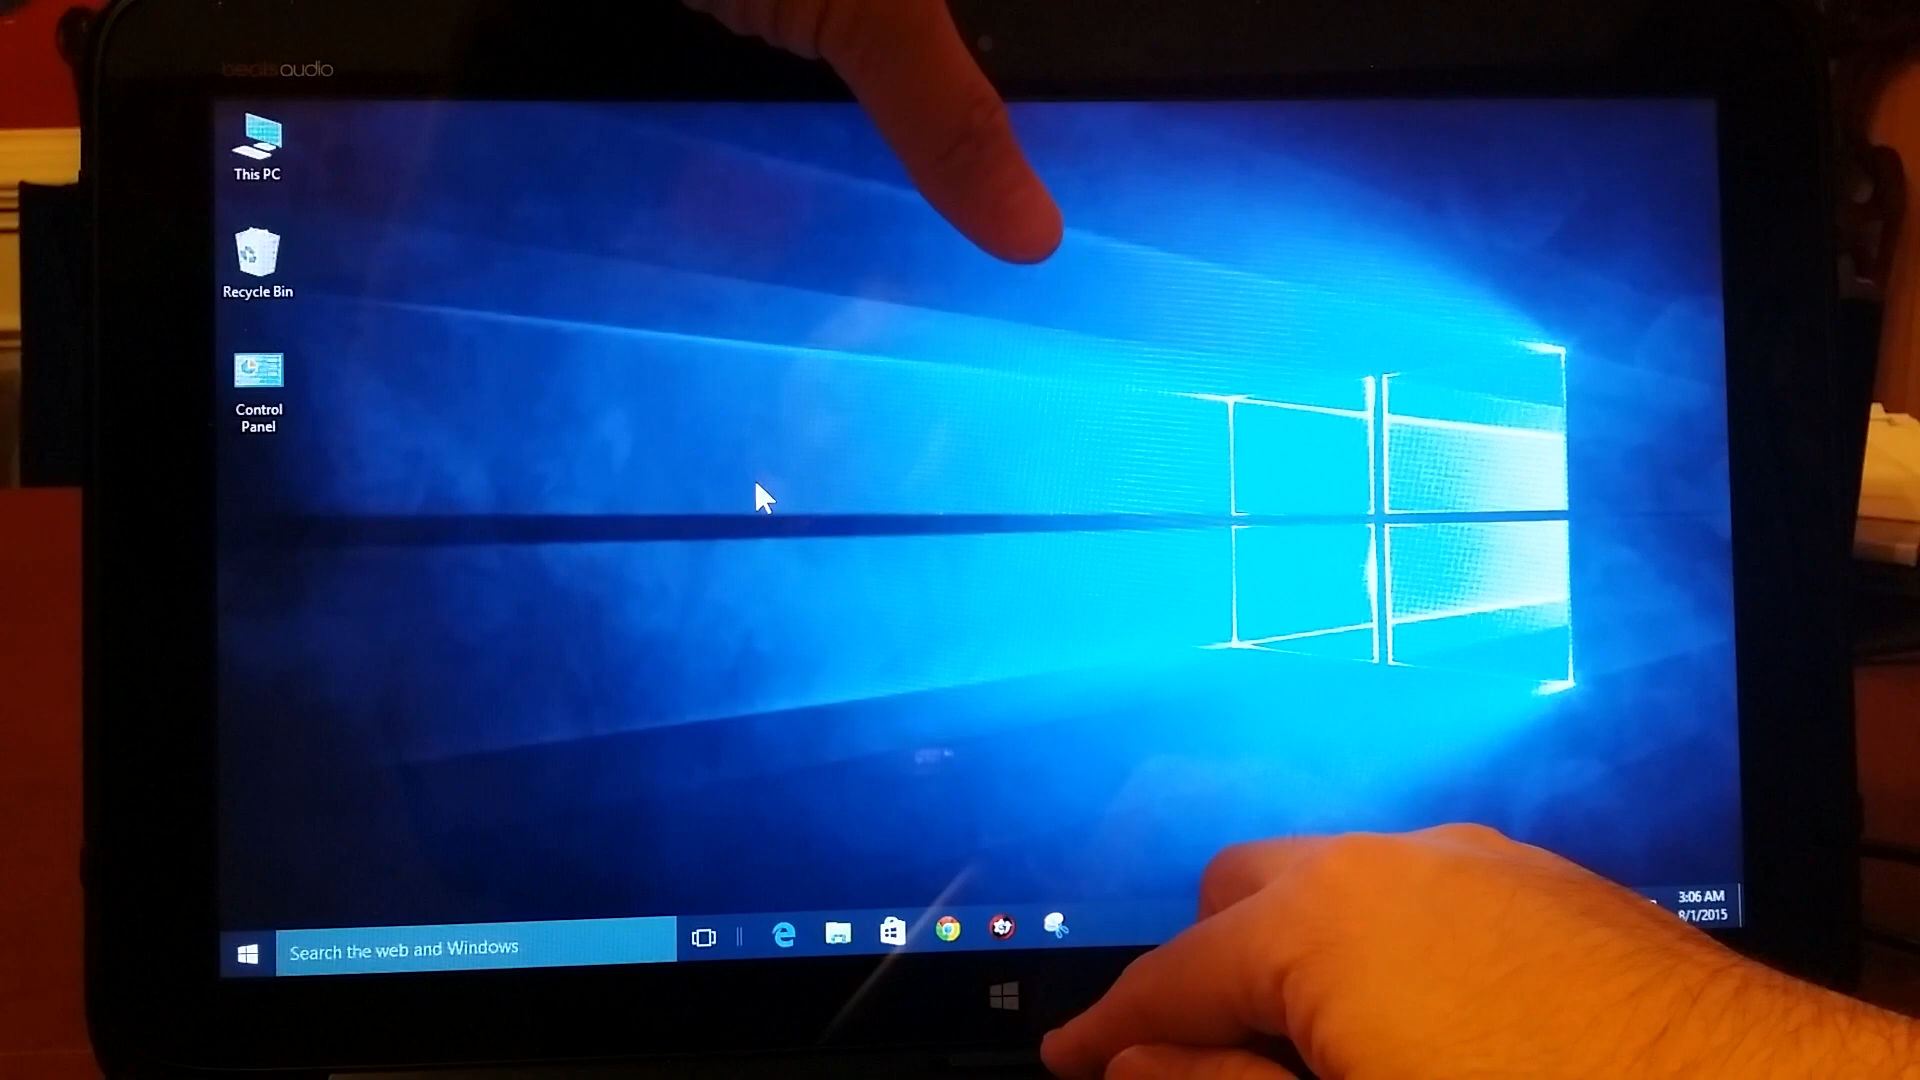 beats audio
This PC
Recycle Bin
Control
Panel
Search the web and Windows
3:06 AM
8/1/2015